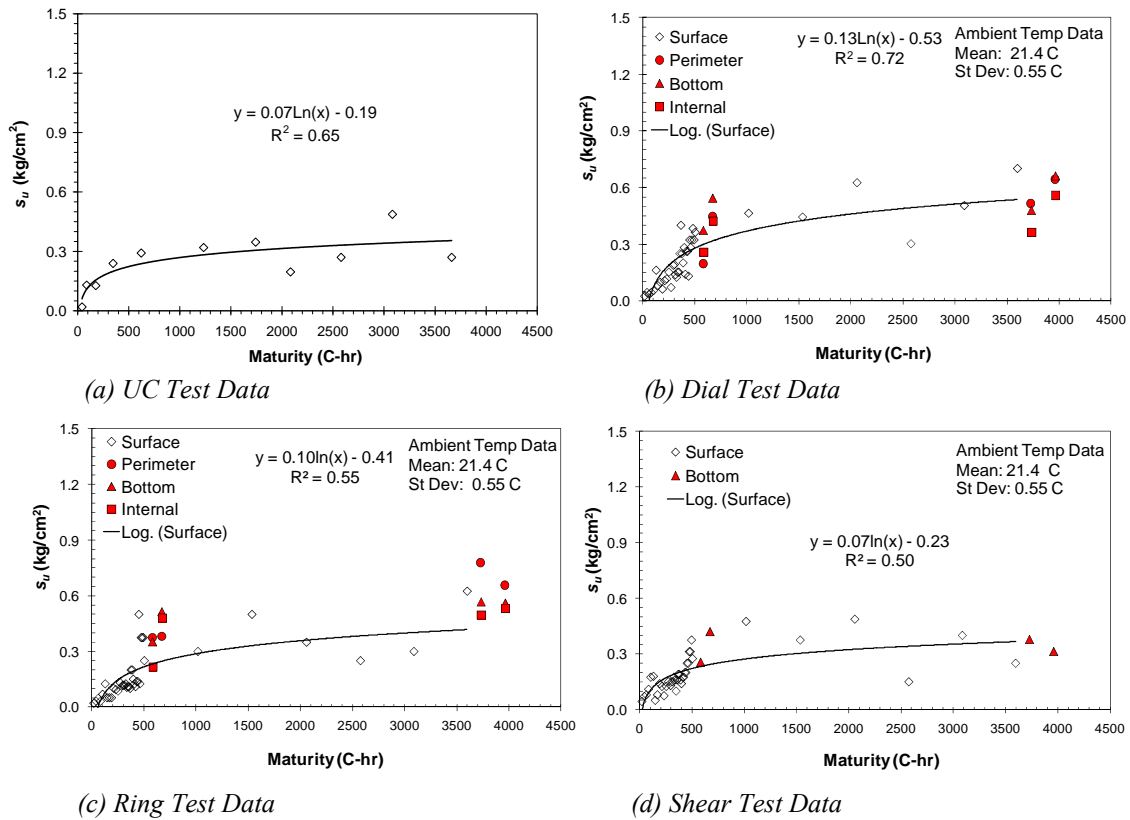 1.5
1.2
0.9
0.6
0.3
0.0
s_u (kg/cm²)
y = 0.07Ln(x) - 0.19
R² = 0.65
0 500 1000 1500 2000 2500 3000 3500 4000 4500
Maturity (C-hr)
(a) UC Test Data
1.5
1.2
0.9
0.6
0.3
0.0
s_u (kg/cm²)
Surface
Perimeter
Bottom
Internal
Log. (Surface)
y = 0.13Ln(x) - 0.53
R² = 0.72
Ambient Temp Data
Mean: 21.4 C
St Dev: 0.55 C
0 500 1000 1500 2000 2500 3000 3500 4000 4500
Maturity (C-hr)
(b) Dial Test Data
1.5
1.2
0.9
0.6
0.3
0.0
s_u (kg/cm²)
Surface
Perimeter
Bottom
Internal
Log. (Surface)
y = 0.10ln(x) - 0.41
R² = 0.55
Ambient Temp Data
Mean: 21.4 C
St Dev: 0.55 C
0 500 1000 1500 2000 2500 3000 3500 4000 4500
Maturity (C-hr)
(c) Ring Test Data
1.5
1.2
0.9
0.6
0.3
0.0
s_u (kg/cm²)
Surface
Bottom
Log. (Surface)
Ambient Temp Data
Mean: 21.4 C
St Dev: 0.55 C
y = 0.07ln(x) - 0.23
R² = 0.50
0 500 1000 1500 2000 2500 3000 3500 4000 4500
Maturity (C-hr)
(d) Shear Test Data